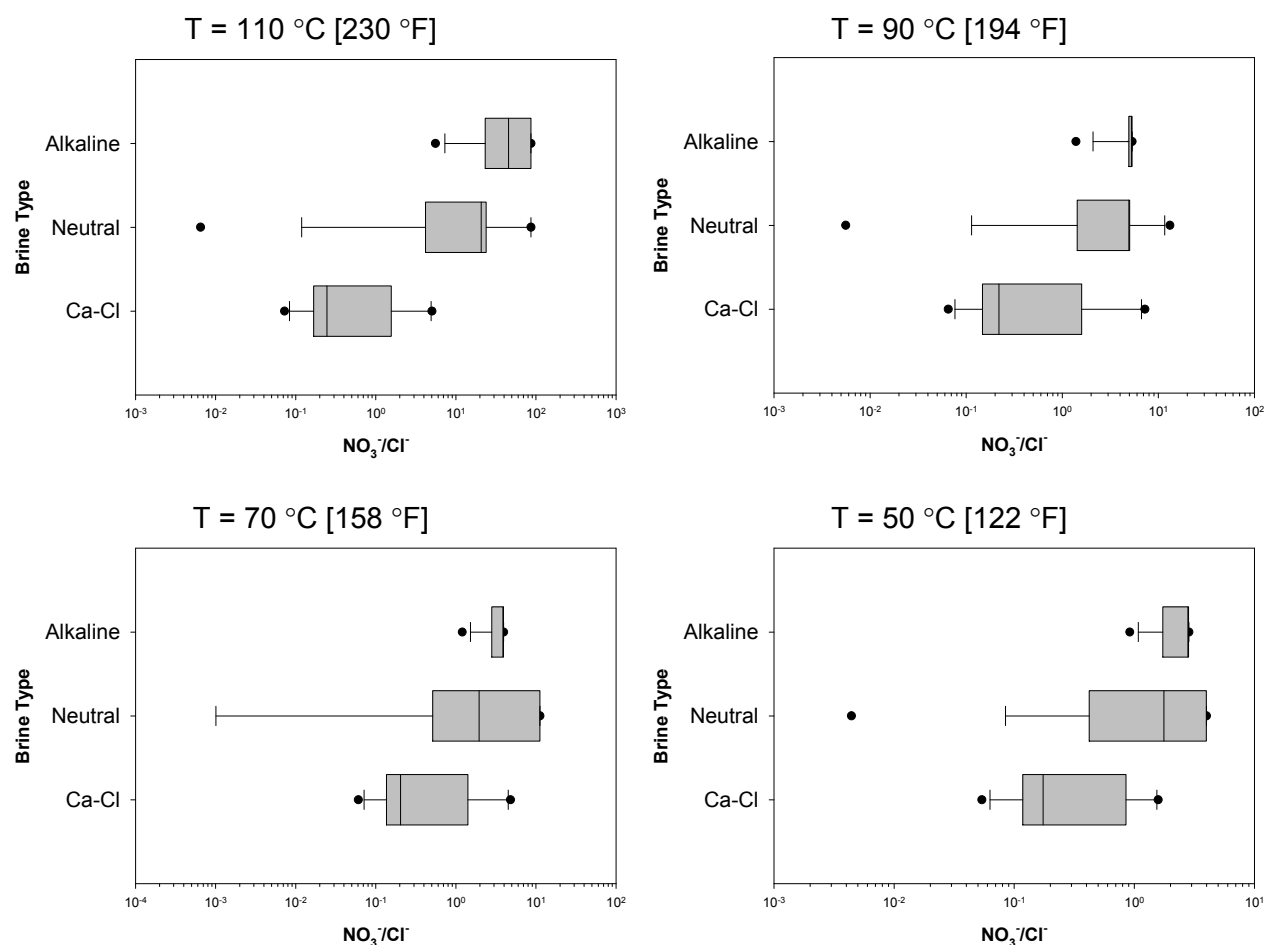 T = 110 °C [230 °F]
Brine Type
Alkaline
Neutral
Ca-Cl
10⁻³ 10⁻² 10⁻¹ 10⁰ 10¹ 10² 10³
NO₃⁻/Cl⁻
T = 90 °C [194 °F]
Brine Type
Alkaline
Neutral
Ca-Cl
10⁻³ 10⁻² 10⁻¹ 10⁰ 10¹ 10²
NO₃⁻/Cl⁻
T = 70 °C [158 °F]
Brine Type
Alkaline
Neutral
Ca-Cl
10⁻⁴ 10⁻³ 10⁻² 10⁻¹ 10⁰ 10¹ 10²
NO₃⁻/Cl⁻
T = 50 °C [122 °F]
Brine Type
Alkaline
Neutral
Ca-Cl
10⁻³ 10⁻² 10⁻¹ 10⁰ 10¹
NO₃⁻/Cl⁻